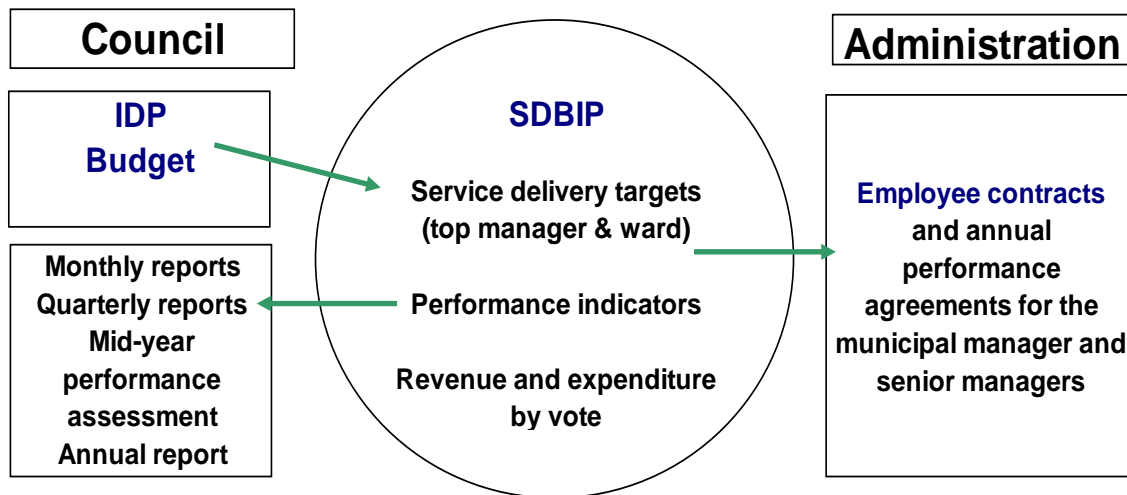 Council
IDP
Budget
Monthly reports
Quarterly reports
Mid-year
performance
assessment
Annual report
SDBIP
Service delivery targets
(top manager & ward)
Performance indicators
Revenue and expenditure
by vote
Administration
Employee contracts
and annual
performance
agreements for the
municipal manager and
senior managers